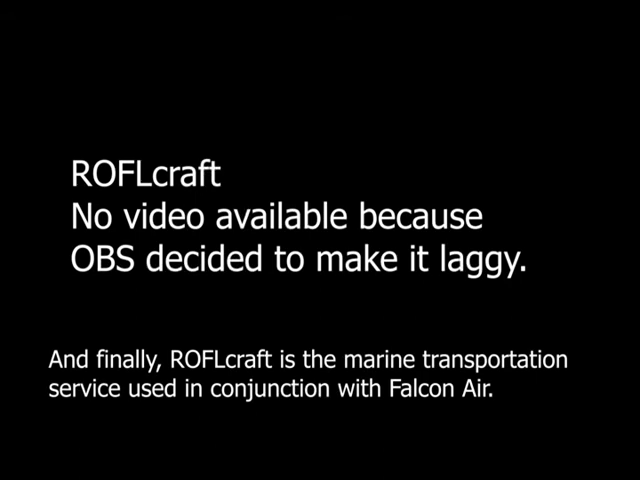 ROFLcraft
No video available because
OBS decided to make it laggy.
And finally, ROFLcraft is the marine transportation
service used in conjunction with Falcon Air.